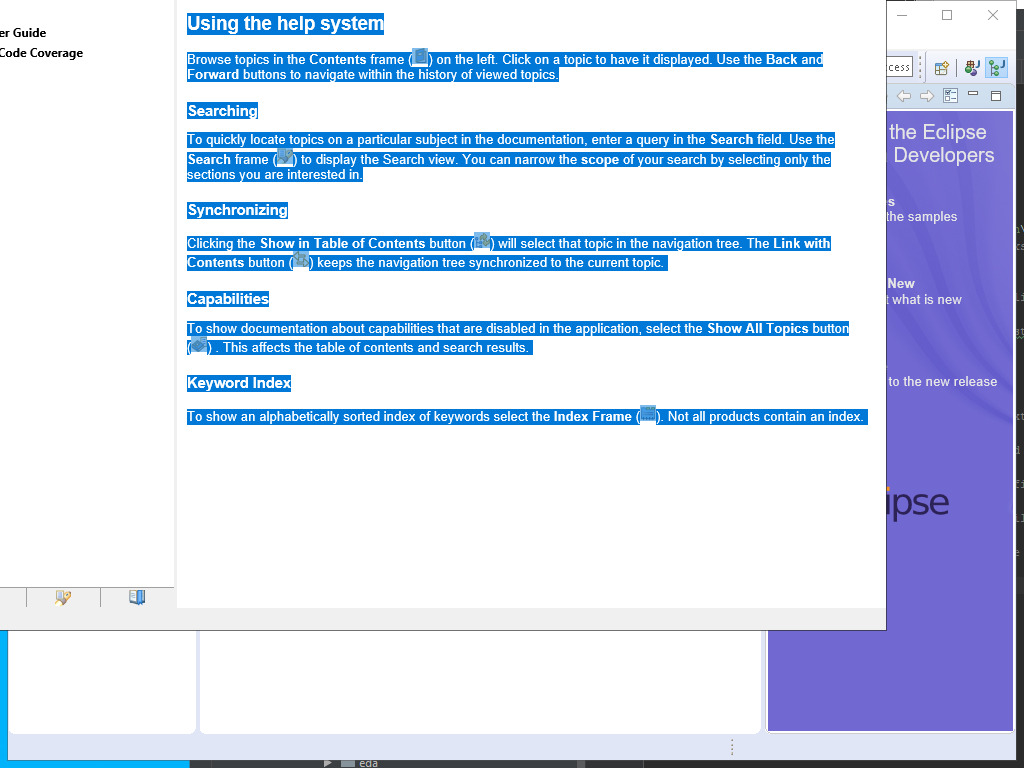 er Guide
Code Coverage
Using the help system
Browse topics in the Contents frame ( ) on the left. Click on a topic to have it displayed. Use the Back and
Forward buttons to navigate within the history of viewed topics.
Searching
To quickly locate topics on a particular subject in the documentation, enter a query in the Search field. Use the
Search frame ( ) to display the Search view. You can narrow the scope of your search by selecting only the
sections you are interested in.
Synchronizing
Clicking the Show in Table of Contents button ( ) will select that topic in the navigation tree. The Link with
Contents button ( ) keeps the navigation tree synchronized to the current topic.
Capabilities
To show documentation about capabilities that are disabled in the application, select the Show All Topics button
( ) . This affects the table of contents and search results.
Keyword Index
To show an alphabetically sorted index of keywords select the Index Frame ( ). Not all products contain an index.
cess
the Eclipse
Developers
s
the samples
New
t what is new
to the new release
ipse
eda